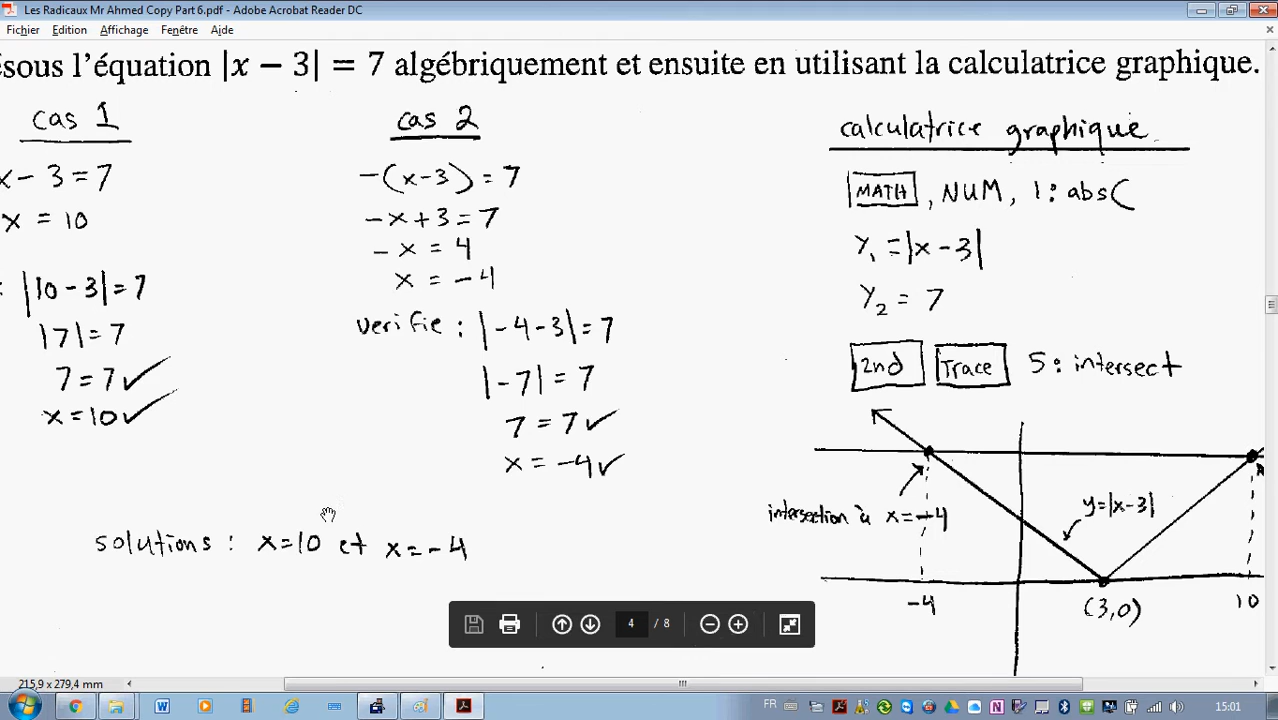 Les Radicaux Mr Ahmed Copy Part 6.pdf - Adobe Acrobat Reader DC
Fichier Edition Affichage Fenêtre Aide
ésous l'équation |x − 3| = 7 algébriquement et ensuite en utilisant la calculatrice graphique.
cas 1
x - 3 = 7
x = 10
: |10 - 3| = 7
|7| = 7
7 = 7 ✓
x = 10 ✓
cas 2
-(x-3) = 7
-x + 3 = 7
-x = 4
x = -4
verifie : |-4-3| = 7
|-7| = 7
7 = 7 ✓
x = -4 ✓
solutions : x=10 et x=-4
calculatrice graphique
MATH , NUM, 1: abs(
Y₁ = |x-3|
Y₂ = 7
2nd Trace 5: intersect
intersection à x=-4
y=|x-3|
-4
(3,0)
10
4 / 8
215,9 x 279,4 mm
FR
15:01